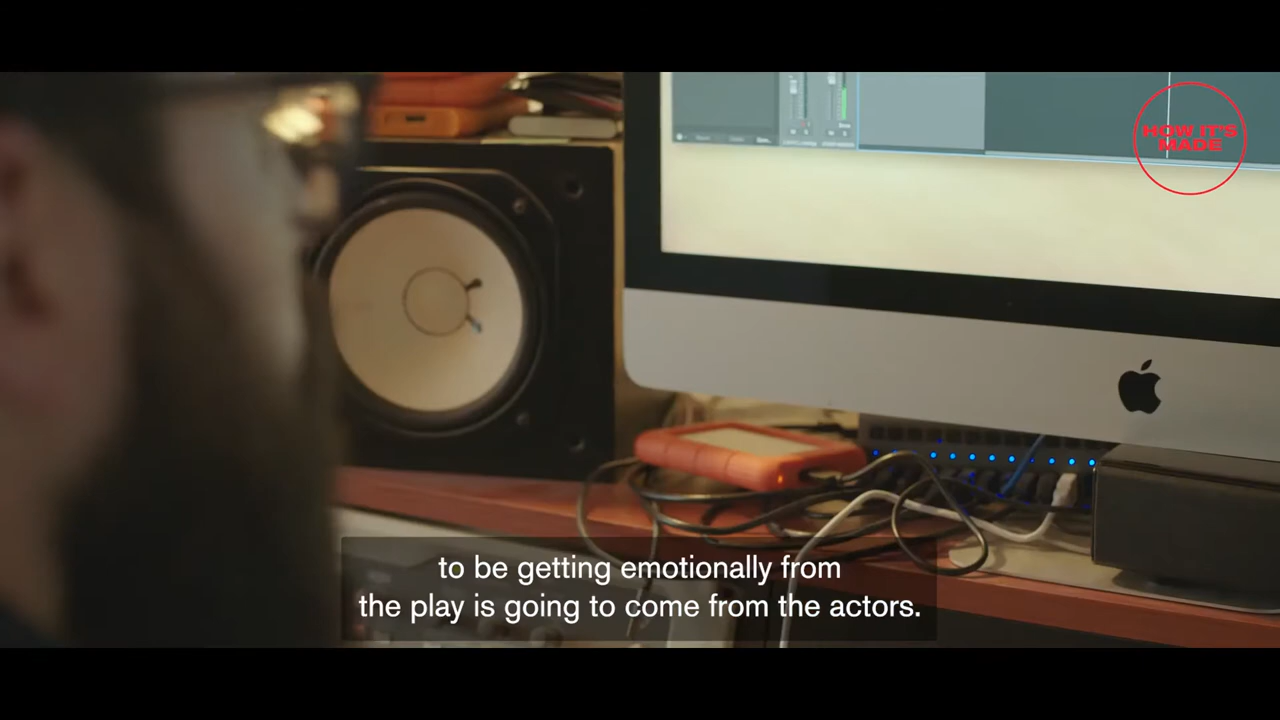 HOW IT'S
MADE
to be getting emotionally from
the play is going to come from the actors.